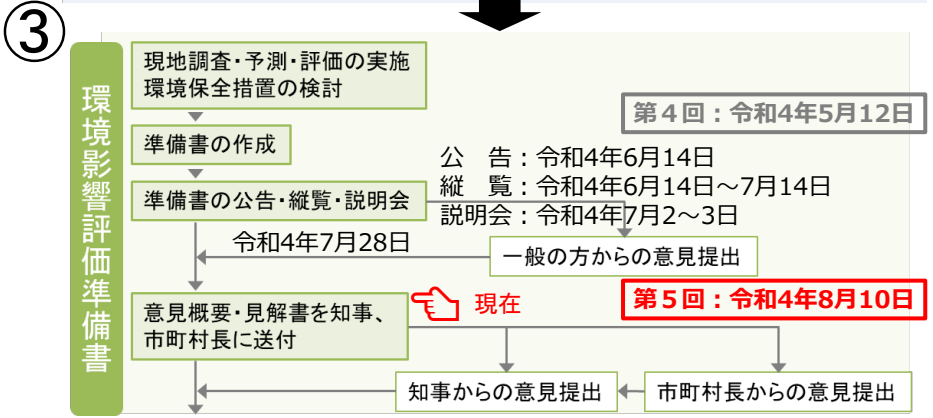 ③
環境影響評価準備書
現地調査・予測・評価の実施
環境保全措置の検討
第4回：令和4年5月12日
準備書の作成
公　告：令和4年6月14日
縦　覧：令和4年6月14日～7月14日
説明会：令和4年7月2～3日
準備書の公告・縦覧・説明会
令和4年7月28日
一般の方からの意見提出
第5回：令和4年8月10日
現在
意見概要・見解書を知事、
市町村長に送付
知事からの意見提出
市町村長からの意見提出